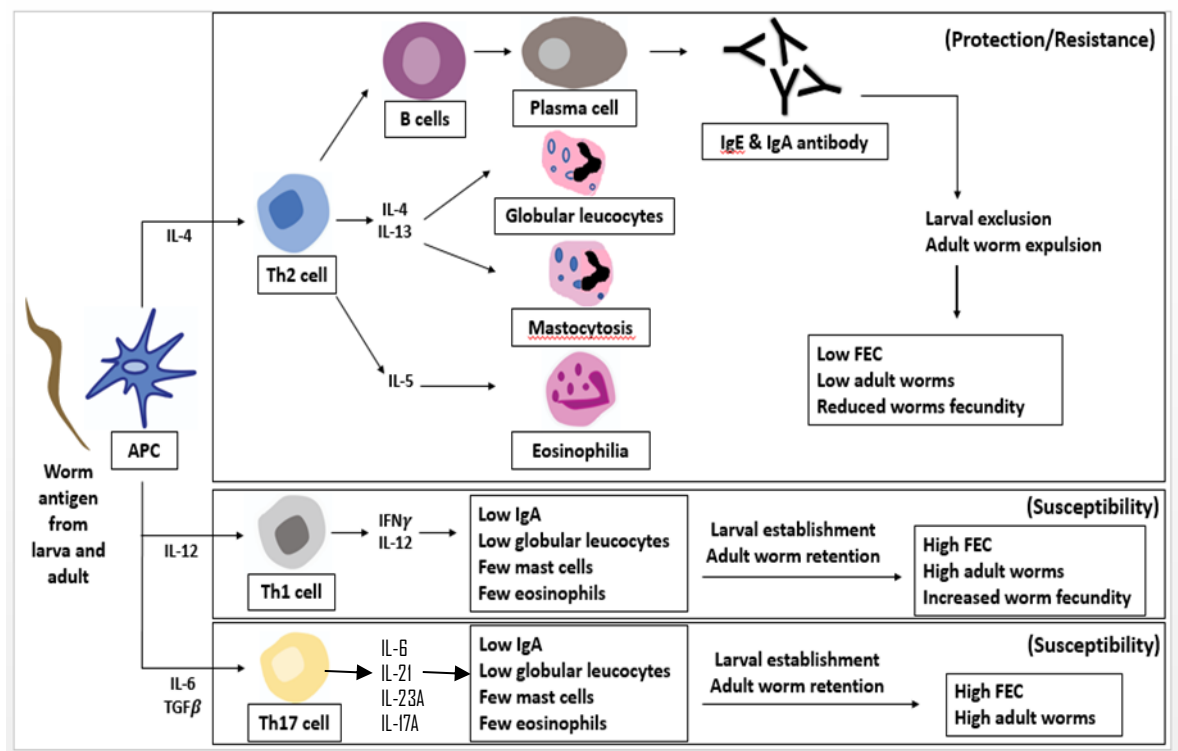 (Protection/Resistance)
B cells
Plasma cell
IgE & IgA antibody
Globular leucocytes
IL-4
IL-4
IL-13
Th2 cell
Larval exclusion
Adult worm expulsion
Mastocytosis
IL-5
Eosinophilia
Low FEC
Low adult worms
Reduced worms fecundity
APC
Worm
antigen
from
larva and
adult
(Susceptibility)
IL-12
Th1 cell
IFNγ
IL-12
Low IgA
Low globular leucocytes
Few mast cells
Few eosinophils
Larval establishment
Adult worm retention
High FEC
High adult worms
Increased worm fecundity
(Susceptibility)
IL-6
TGFβ
Th17 cell
IL-6
IL-21
IL-23A
IL-17A
Low IgA
Low globular leucocytes
Few mast cells
Few eosinophils
Larval establishment
Adult worm retention
High FEC
High adult worms